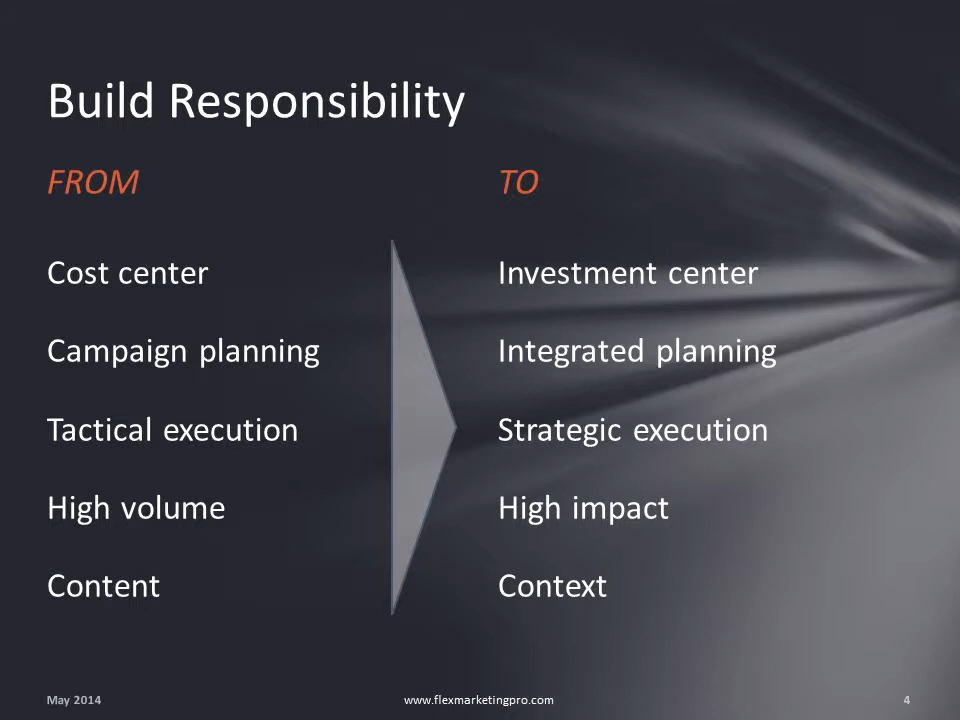 Build Responsibility
FROM
TO
Cost center
Investment center
Campaign planning
Integrated planning
Tactical execution
Strategic execution
High volume
High impact
Content
Context
May 2014
www.flexmarketingpro.com
4